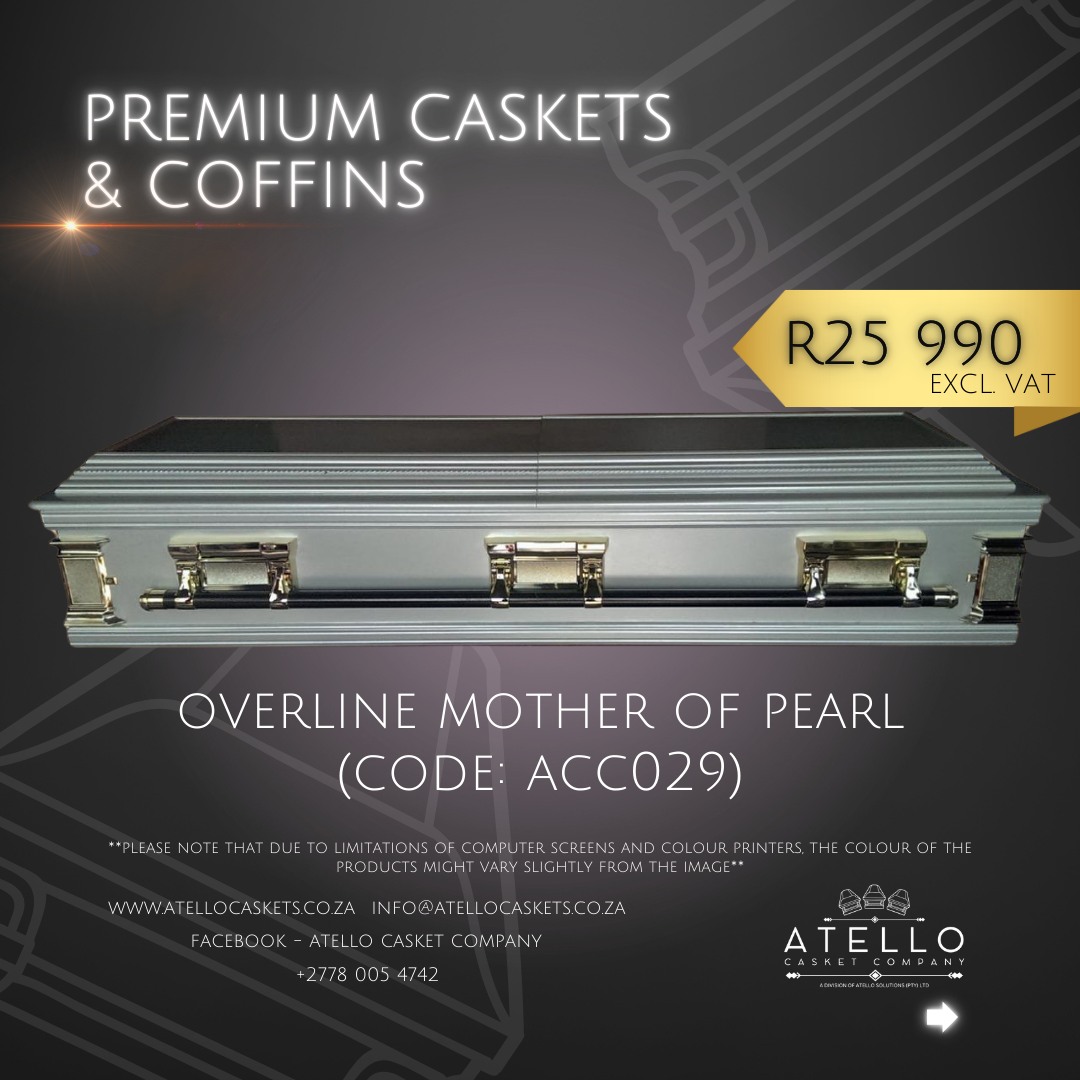 PREMIUM CASKETS
& COFFINS
R25 990
EXCL. VAT
OVERLINE MOTHER OF PEARL
(CODE: ACC029)
**PLEASE NOTE THAT DUE TO LIMITATIONS OF COMPUTER SCREENS AND COLOUR PRINTERS, THE COLOUR OF THE
PRODUCTS MIGHT VARY SLIGHTLY FROM THE IMAGE**
WWW.ATELLOCASKETS.CO.ZA INFO@ATELLOCASKETS.CO.ZA
FACEBOOK - ATELLO CASKET COMPANY
+2778 005 4742
ATELLO
CASKET COMPANY
A DIVISION OF ATELLO SOLUTIONS (PTY) LTD